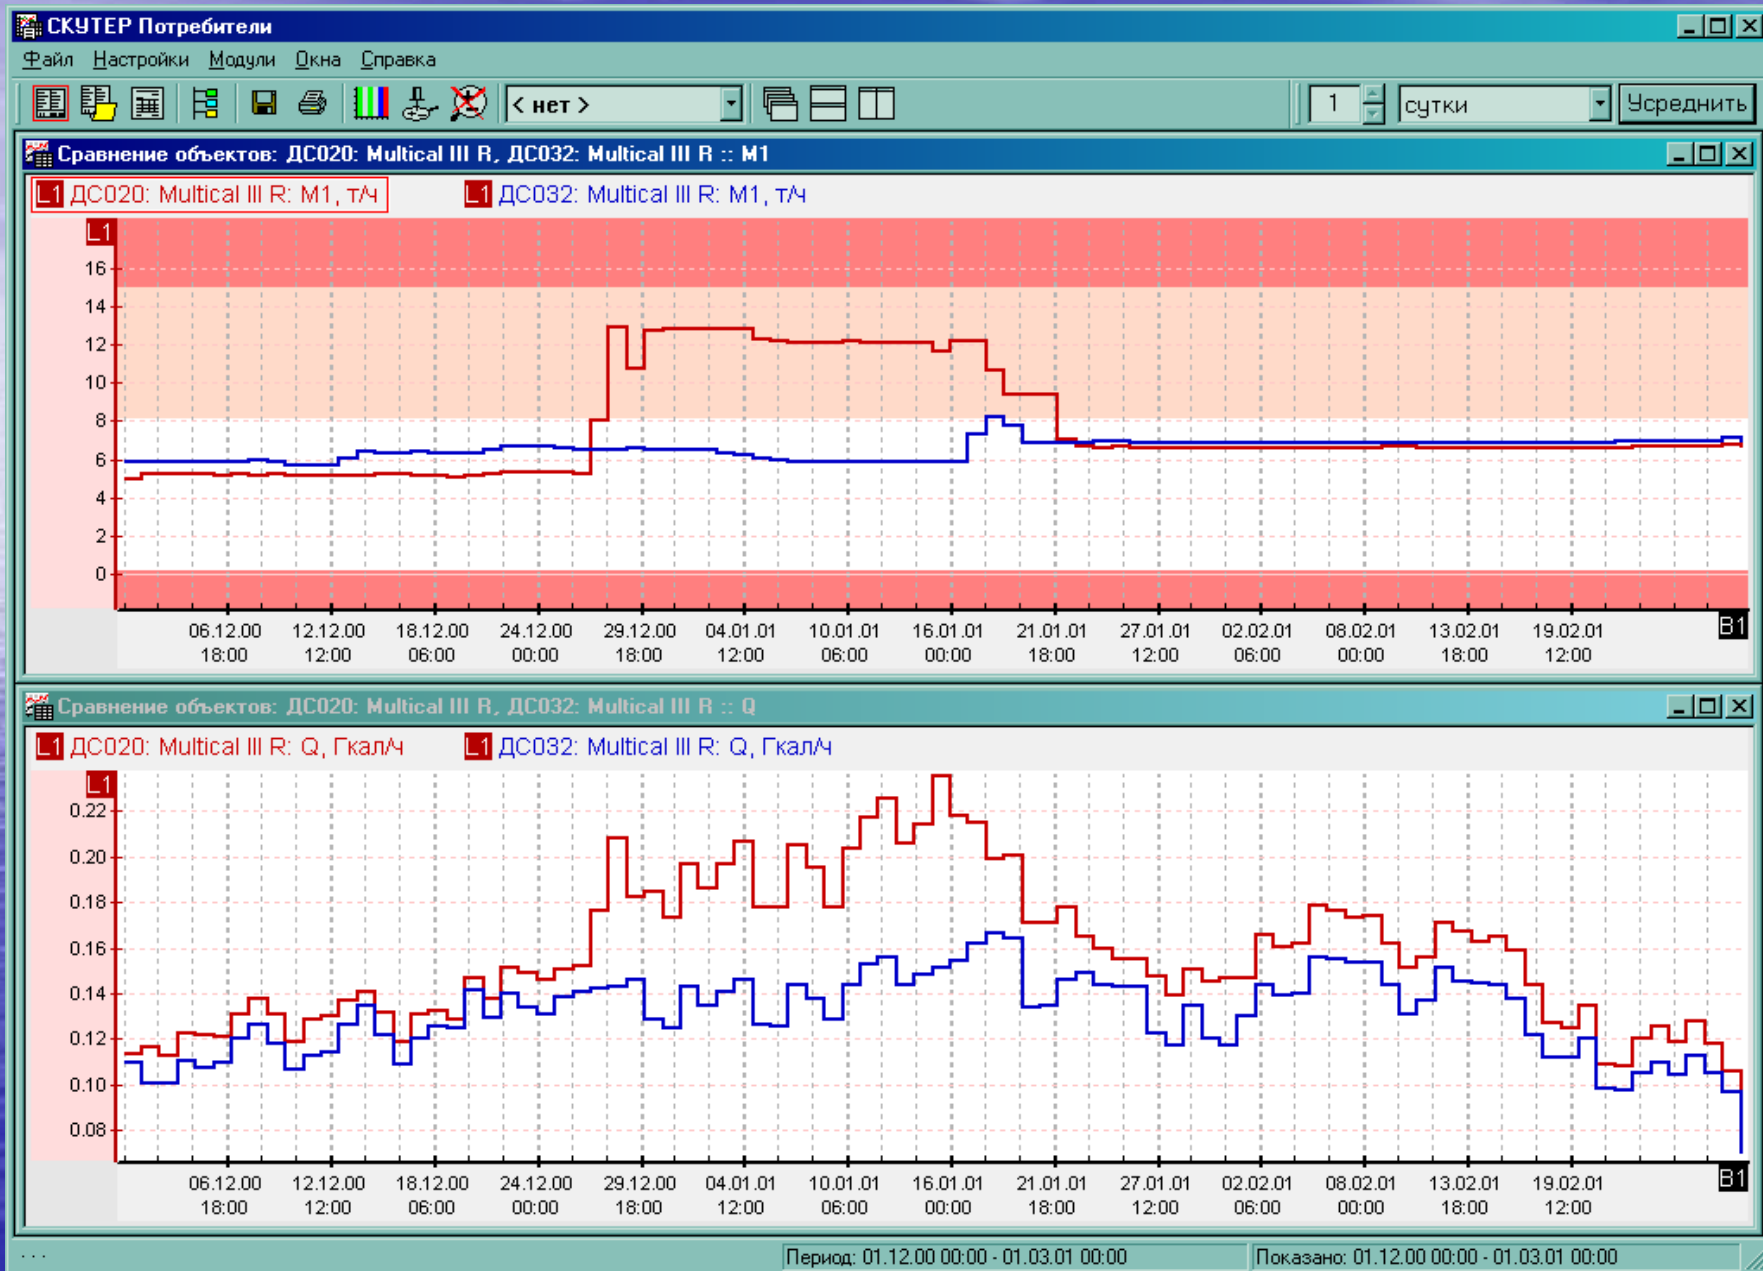 СКУТЕР Потребители
Файл Настройки Модули Окна Справка
< нет > 1 сутки Усреднить
Сравнение объектов: ДС020: Multical III R, ДС032: Multical III R :: M1
L1 ДС020: Multical III R: M1, т/ч L1 ДС032: Multical III R: M1, т/ч
L1
16
14
12
10
8
6
4
2
0
06.12.00 12.12.00 18.12.00 24.12.00 29.12.00 04.01.01 10.01.01 16.01.01 21.01.01 27.01.01 02.02.01 08.02.01 13.02.01 19.02.01 B1
18:00 12:00 06:00 00:00 18:00 12:00 06:00 00:00 18:00 12:00 06:00 00:00 18:00 12:00
Сравнение объектов: ДС020: Multical III R, ДС032: Multical III R :: Q
L1 ДС020: Multical III R: Q, Гкал/ч L1 ДС032: Multical III R: Q, Гкал/ч
L1
0.22
0.20
0.18
0.16
0.14
0.12
0.10
0.08
06.12.00 12.12.00 18.12.00 24.12.00 29.12.00 04.01.01 10.01.01 16.01.01 21.01.01 27.01.01 02.02.01 08.02.01 13.02.01 19.02.01 B1
18:00 12:00 06:00 00:00 18:00 12:00 06:00 00:00 18:00 12:00 06:00 00:00 18:00 12:00
... Период: 01.12.00 00:00 - 01.03.01 00:00 Показано: 01.12.00 00:00 - 01.03.01 00:00